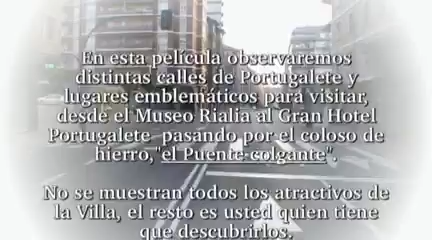 En esta película observaremos
distintas calles de Portugalete y
lugares emblemáticos para visitar,
desde el Museo Rialia al Gran Hotel
Portugalete pasando por el coloso de
hierro,"el Puente colgante".
No se muestran todos los atractivos de
la Villa, el resto es usted quien tiene
que descubrirlos.